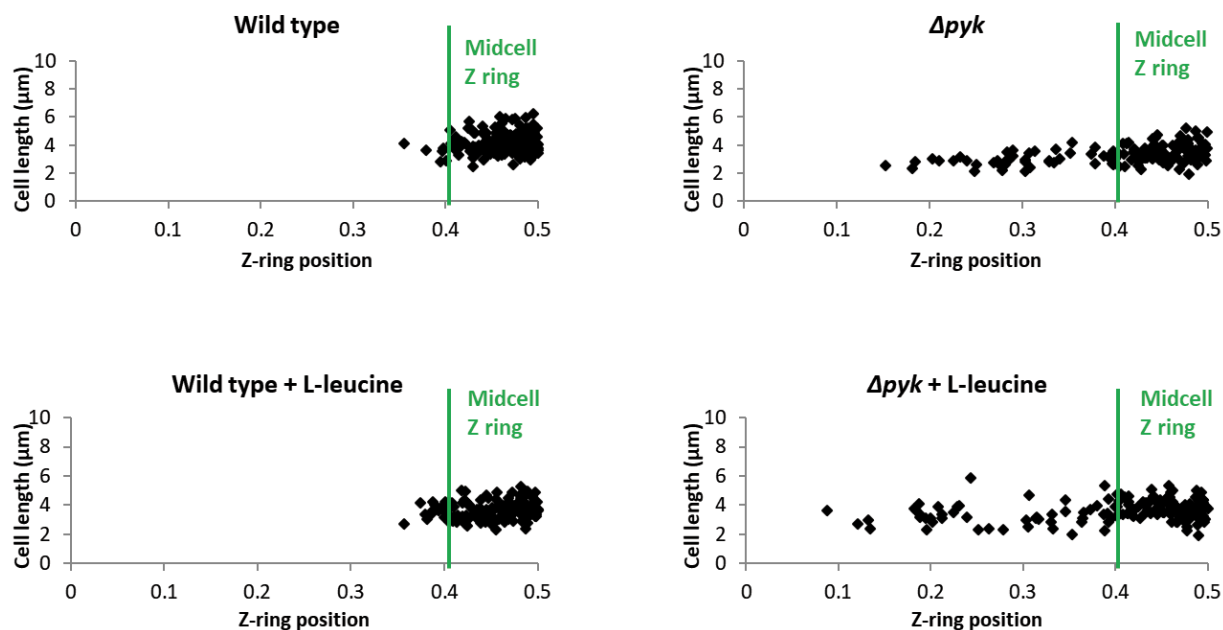 Wild type
Midcell
Z ring
Cell length (µm)
10
8
6
4
2
0
0
0.1
0.2
0.3
0.4
0.5
Z-ring position
Δpyk
Midcell
Z ring
Cell length (µm)
10
8
6
4
2
0
0
0.1
0.2
0.3
0.4
0.5
Z-ring position
Wild type + L-leucine
Midcell
Z ring
Cell length (µm)
10
8
6
4
2
0
0
0.1
0.2
0.3
0.4
0.5
Z-ring position
Δpyk + L-leucine
Midcell
Z ring
Cell length (µm)
10
8
6
4
2
0
0
0.1
0.2
0.3
0.4
0.5
Z-ring position